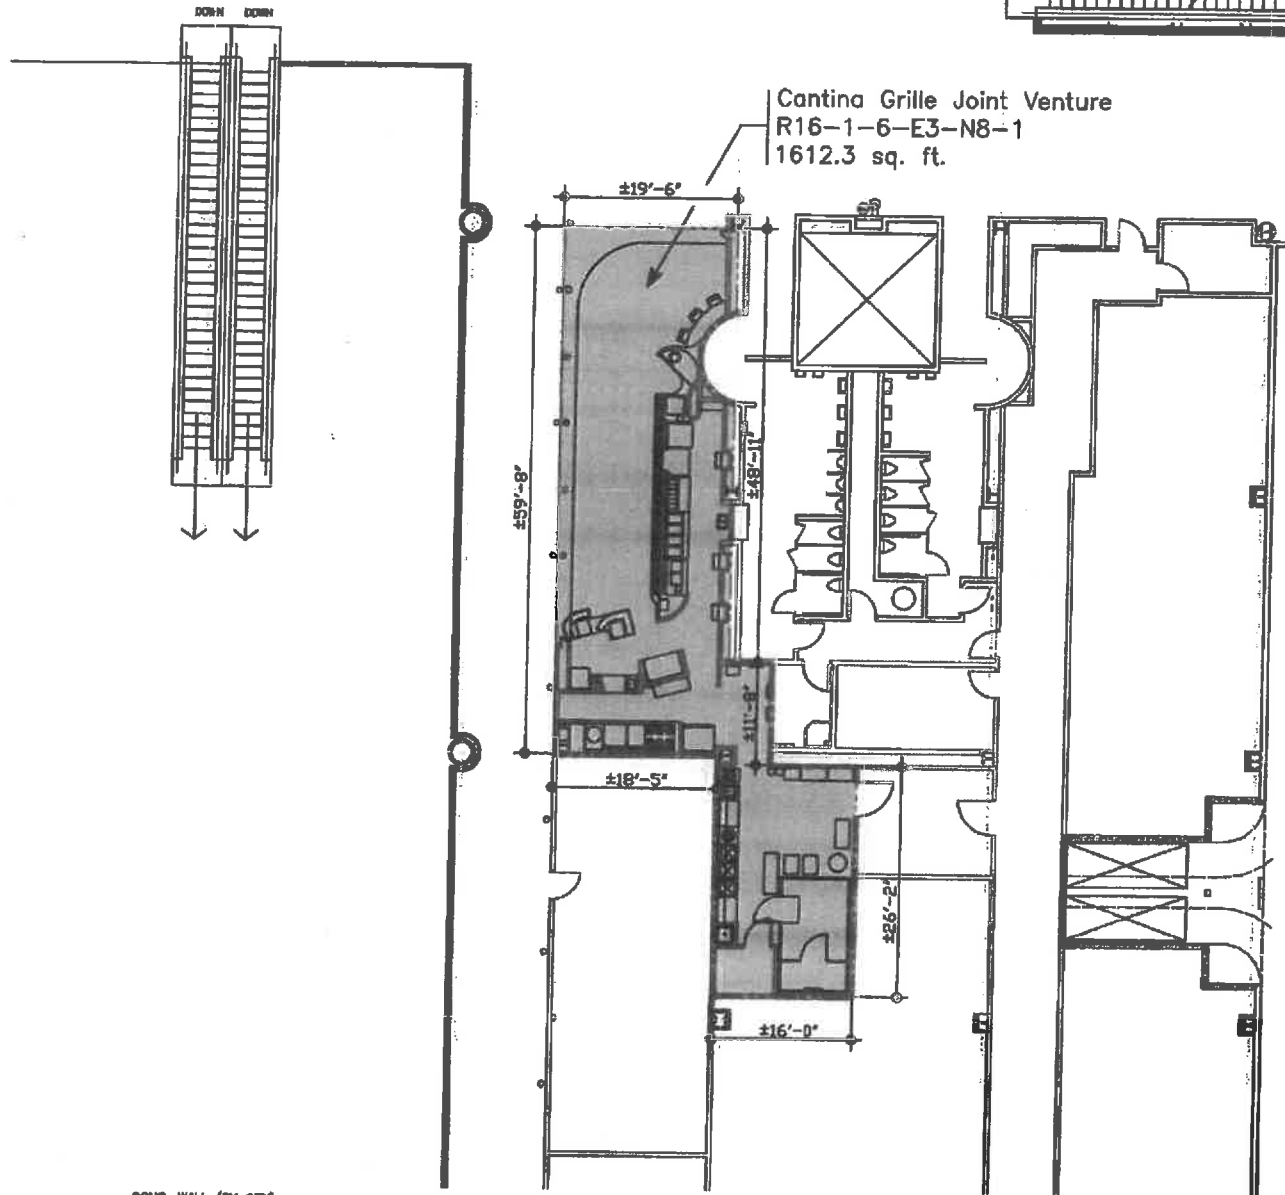 DOWN DOWN
Cantina Grille Joint Venture
R16-1-6-E3-N8-1
1612.3 sq. ft.
±19'-6"
±59'-8"
±48'-11"
±11'-8"
±18'-5"
±26'-2"
±16'-0"